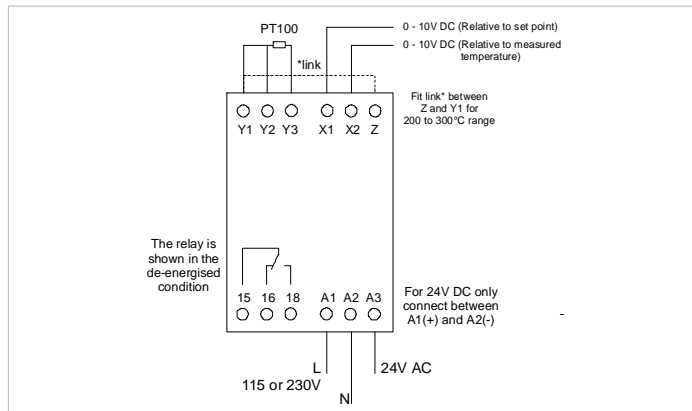 PT100
0 - 10V DC (Relative to set point)
0 - 10V DC (Relative to measured
temperature)
*link
Fit link* between
Z and Y1 for
200 to 300°C range
Y1 Y2 Y3 X1 X2 Z
The relay is
shown in the
de-energised
condition
15 16 18 A1 A2 A3
For 24V DC only
connect between
A1(+) and A2(-)
-
L
115 or 230V
N
24V AC